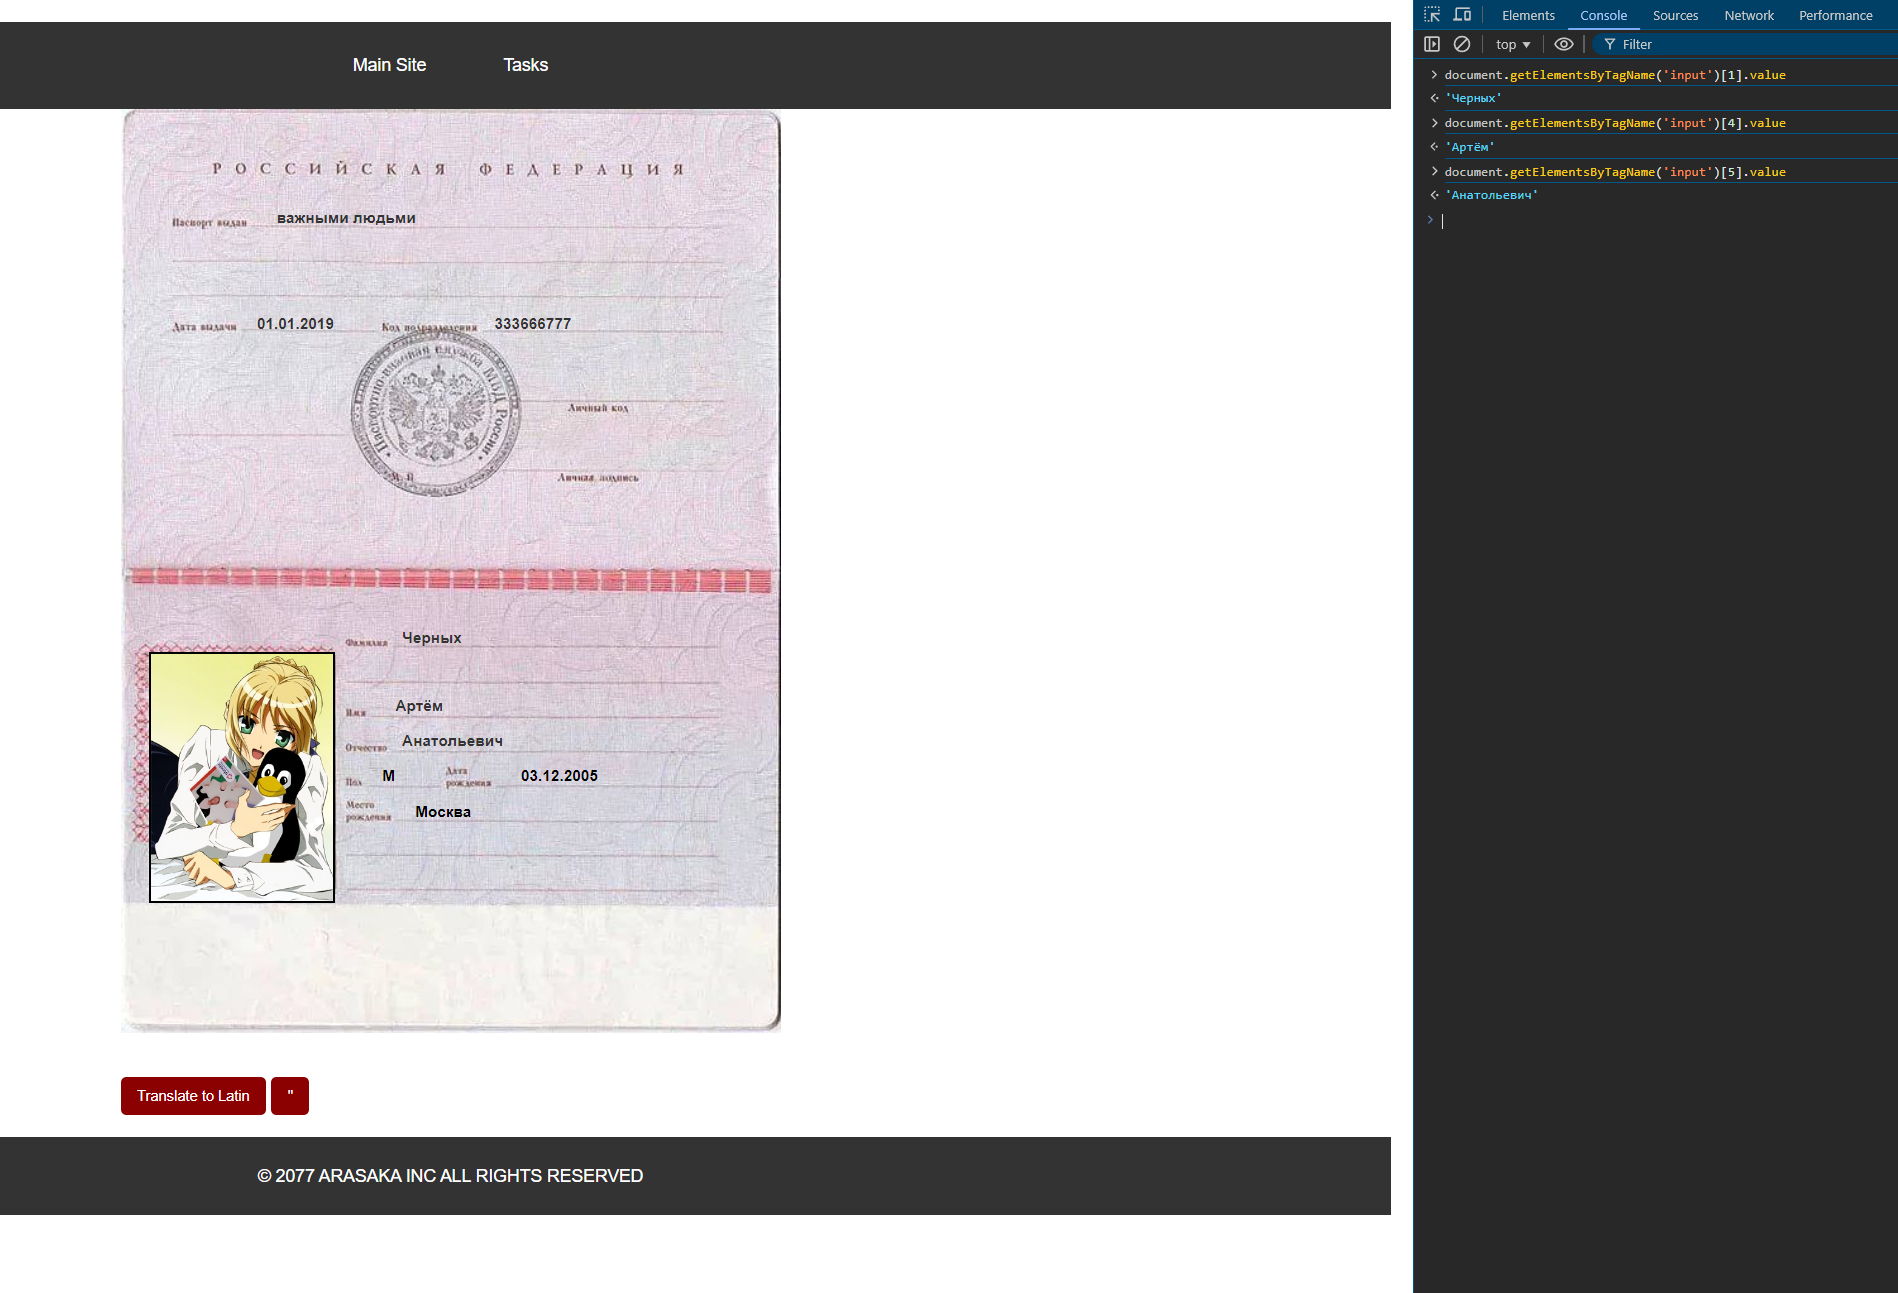 Main Site Tasks
РОССИЙСКАЯ ФЕДЕРАЦИЯ
Паспорт выдан важными людьми
Дата выдачи 01.01.2019 Код подразделения 333666777
Паспортно-визовая служба МВД России
Личный код
М. П. Личная подпись
Фамилия Черных
Имя Артём
Отчество Анатольевич
Пол М Дата рождения 03.12.2005
Место рождения Москва
Translate to Latin "
© 2077 ARASAKA INC ALL RIGHTS RESERVED
Elements Console Sources Network Performance
top Filter
> document.getElementsByTagName('input')[1].value
'Черных'
> document.getElementsByTagName('input')[4].value
'Артём'
> document.getElementsByTagName('input')[5].value
'Анатольевич'
>